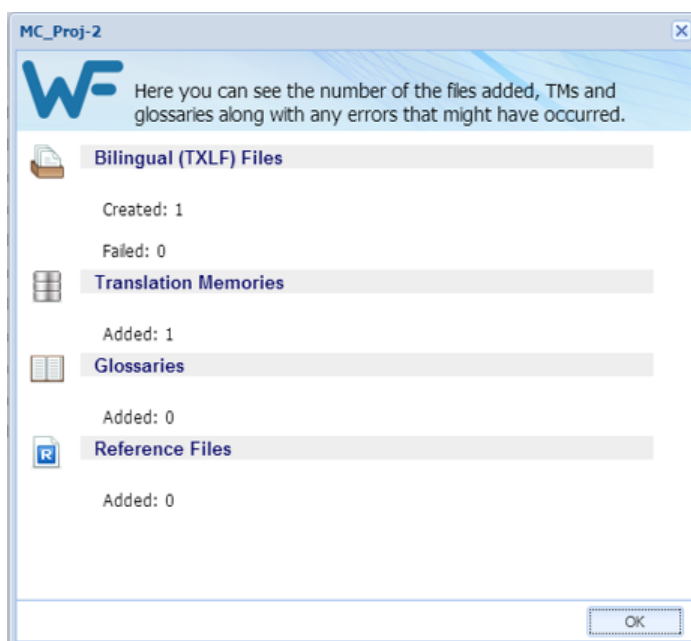 MC_Proj-2
WF
Here you can see the number of the files added, TMs and
glossaries along with any errors that might have occurred.
Bilingual (TXLF) Files
Created: 1
Failed: 0
Translation Memories
Added: 1
Glossaries
Added: 0
R
Reference Files
Added: 0
OK